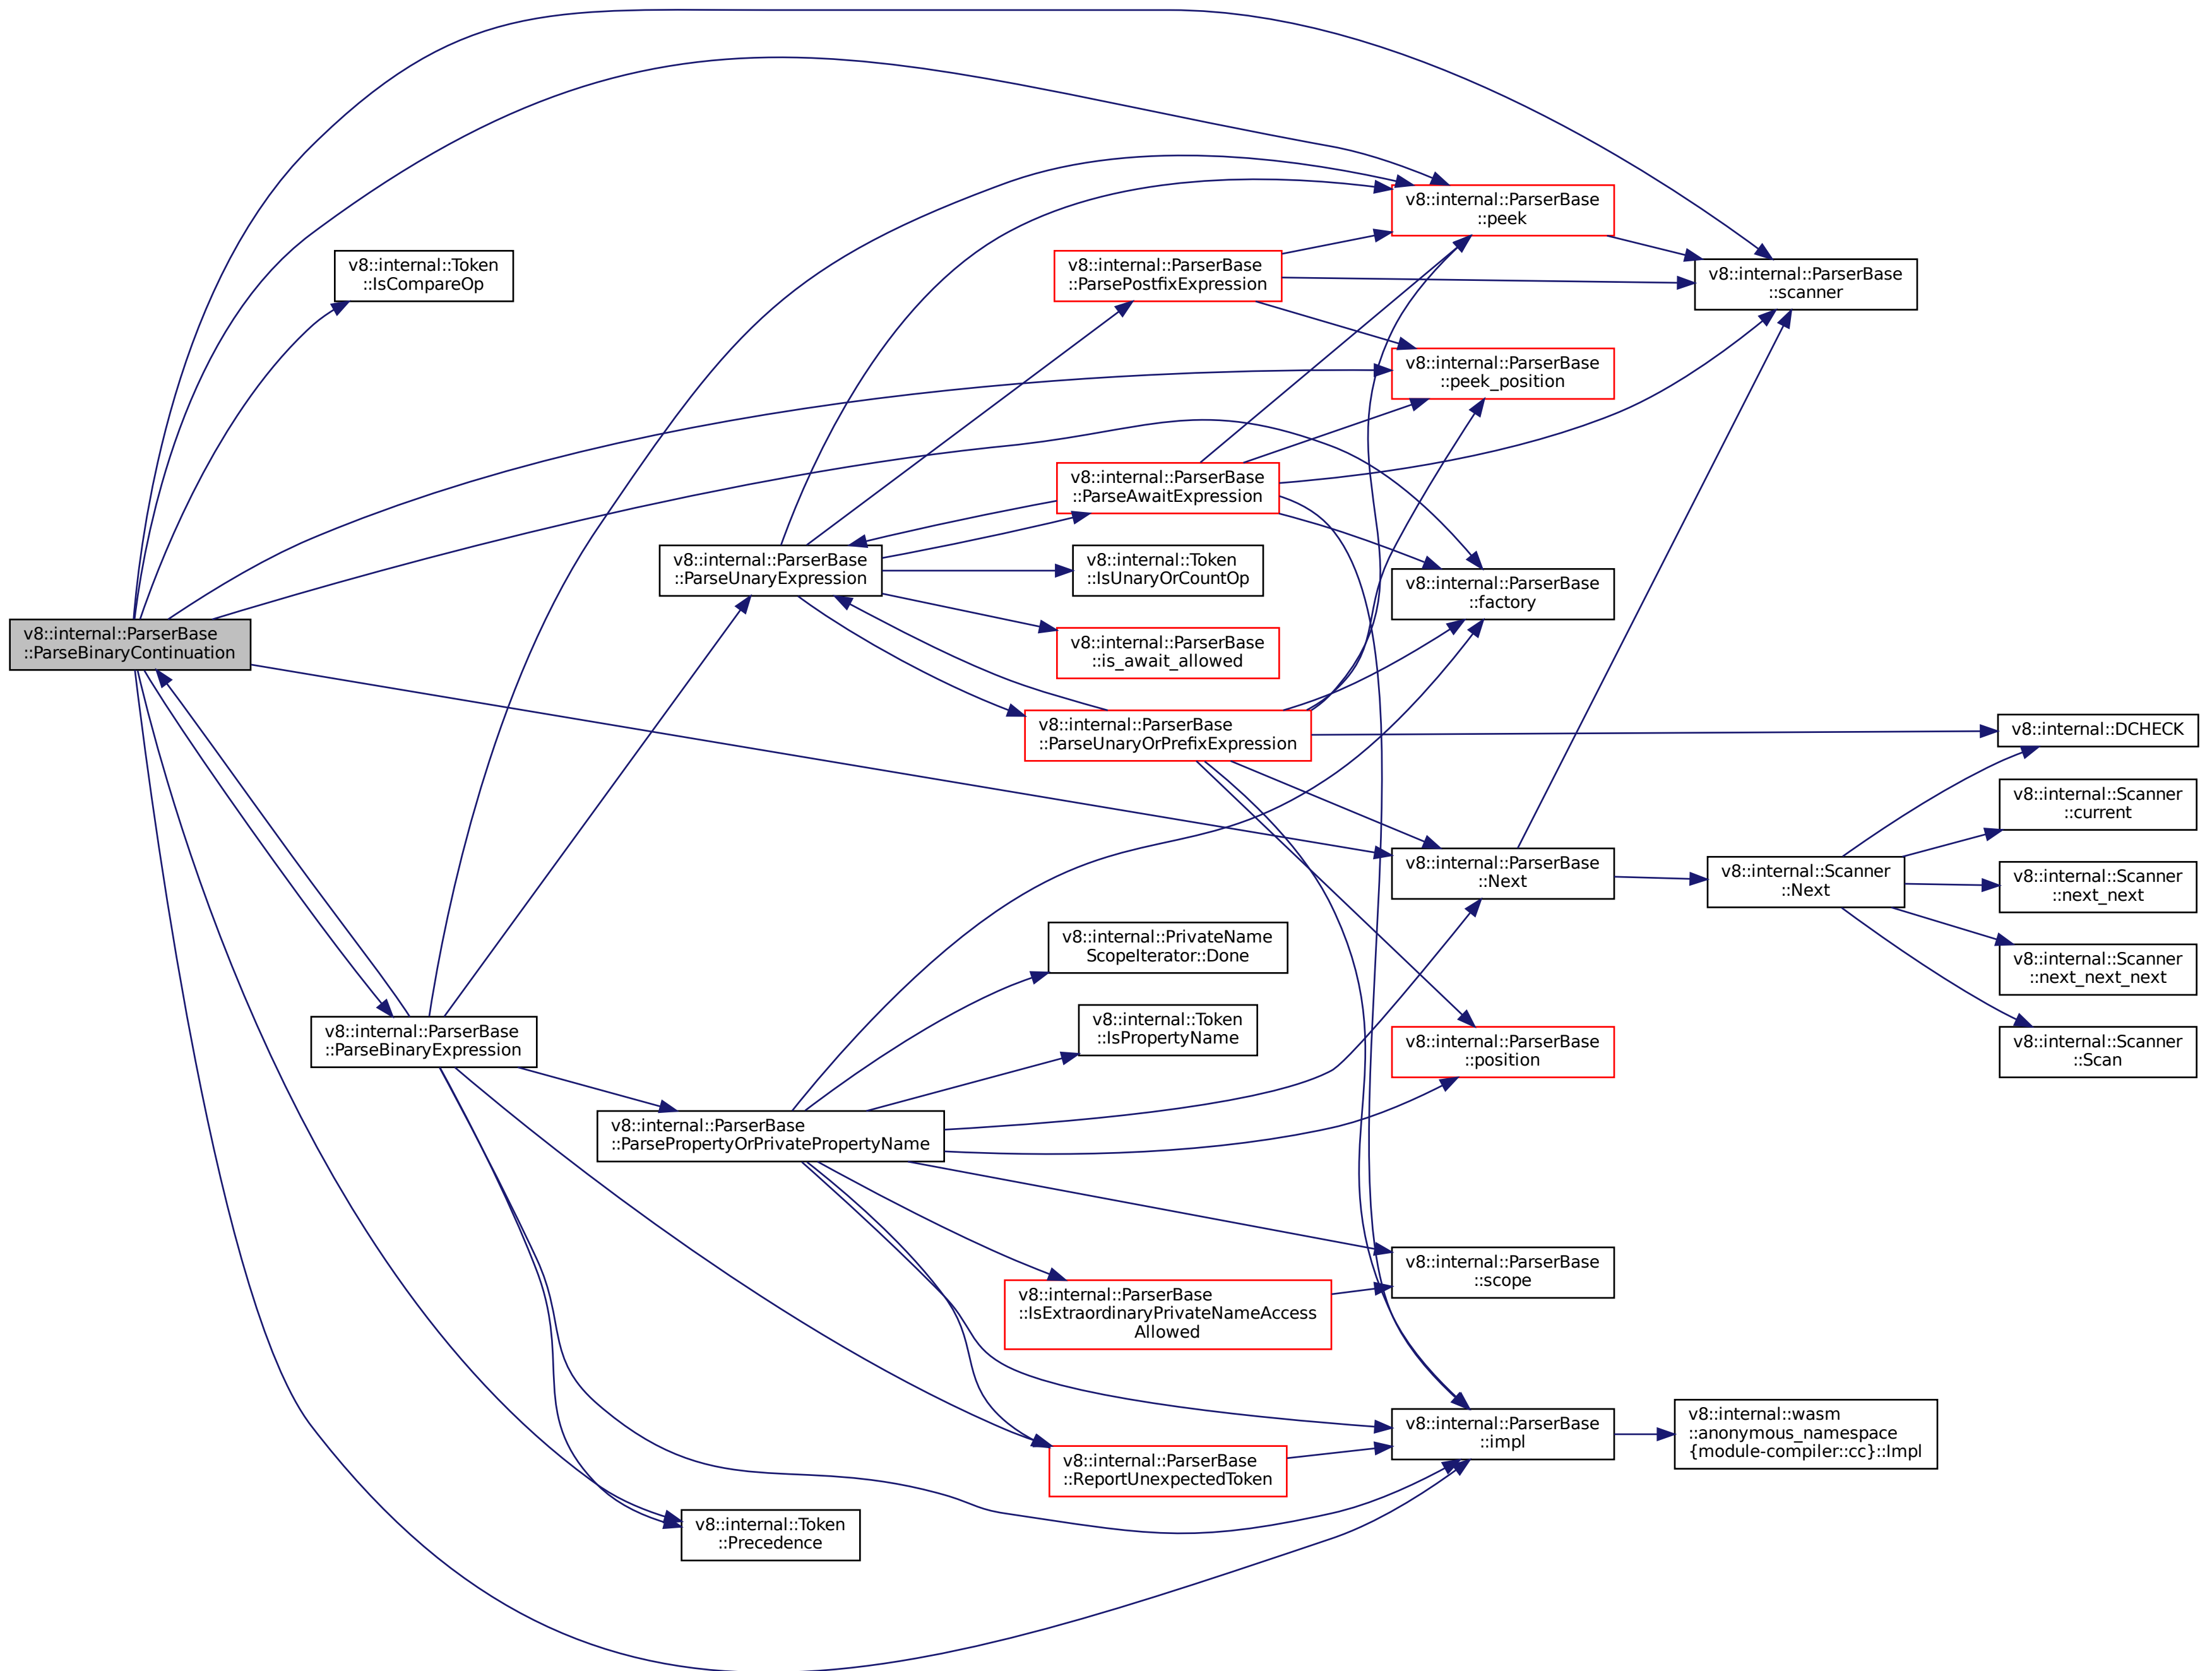 v8::internal::ParserBase
::peek
v8::internal::Token
::IsCompareOp
v8::internal::ParserBase
::ParsePostfixExpression
v8::internal::ParserBase
::scanner
v8::internal::ParserBase
::peek_position
v8::internal::ParserBase
::ParseAwaitExpression
v8::internal::ParserBase
::ParseUnaryExpression
v8::internal::Token
::IsUnaryOrCountOp
v8::internal::ParserBase
::factory
v8::internal::ParserBase
::ParseBinaryContinuation
v8::internal::ParserBase
::is_await_allowed
v8::internal::ParserBase
::ParseUnaryOrPrefixExpression
v8::internal::DCHECK
v8::internal::Scanner
::current
v8::internal::ParserBase
::Next
v8::internal::Scanner
::Next
v8::internal::Scanner
::next_next
v8::internal::PrivateName
ScopeIterator::Done
v8::internal::Scanner
::next_next_next
v8::internal::ParserBase
::ParseBinaryExpression
v8::internal::Token
::IsPropertyName
v8::internal::ParserBase
::position
v8::internal::Scanner
::Scan
v8::internal::ParserBase
::ParsePropertyOrPrivatePropertyName
v8::internal::ParserBase
::scope
v8::internal::ParserBase
::IsExtraordinaryPrivateNameAccess
Allowed
v8::internal::ParserBase
::impl
v8::internal::wasm
::anonymous_namespace
{module-compiler::cc}::Impl
v8::internal::ParserBase
::ReportUnexpectedToken
v8::internal::Token
::Precedence